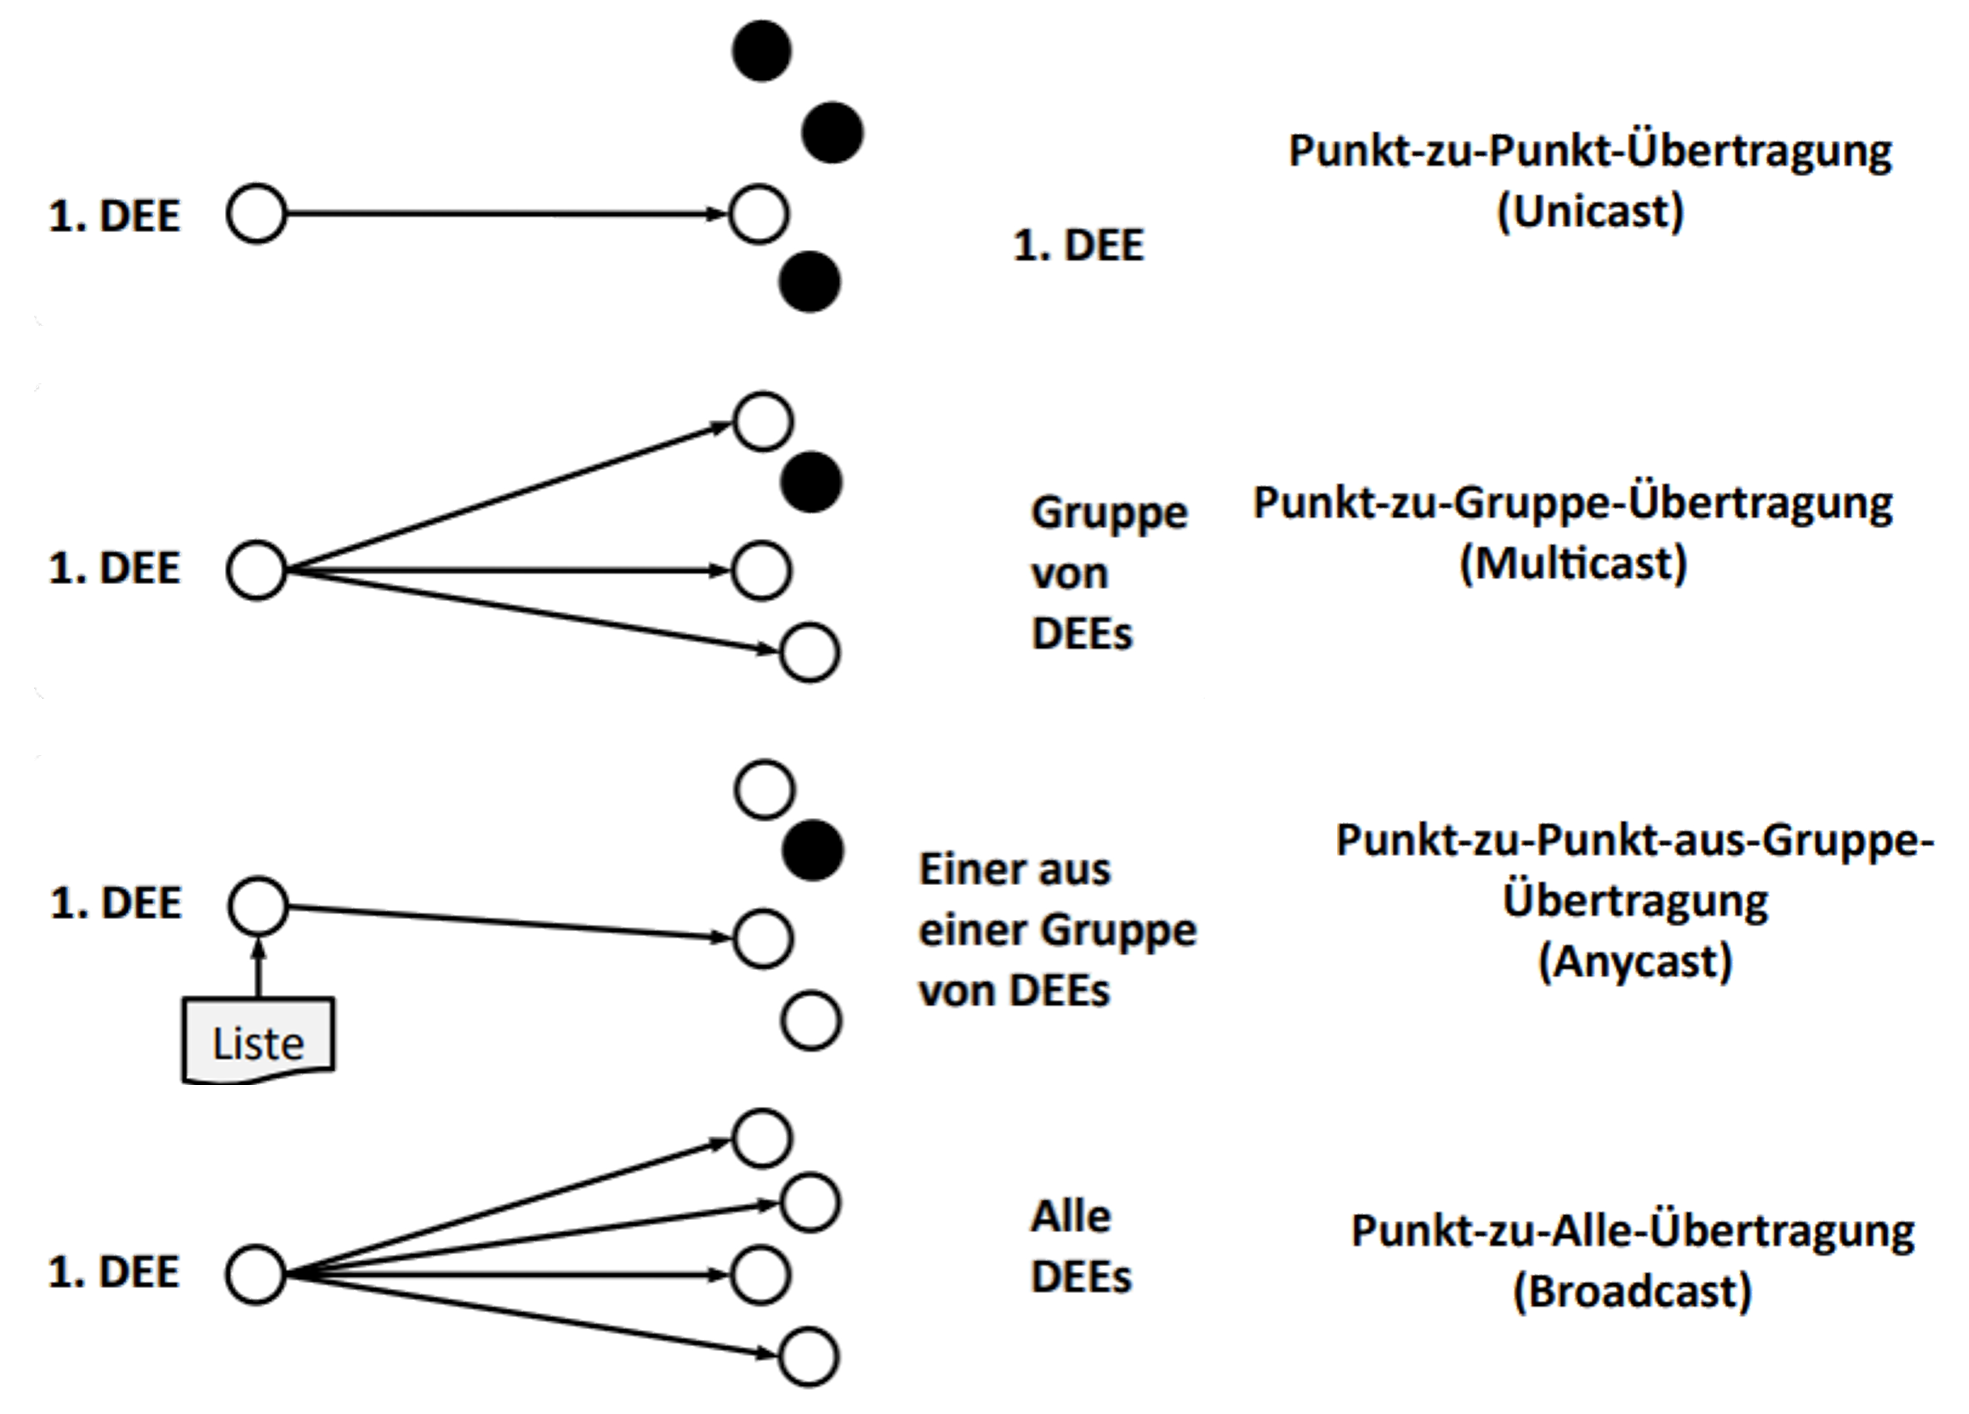 Punkt-zu-Punkt-Übertragung
(Unicast)
1. DEE
1. DEE
Punkt-zu-Gruppe-Übertragung
(Multicast)
1. DEE
Gruppe
von
DEEs
Punkt-zu-Punkt-aus-Gruppe-
Übertragung
(Anycast)
1. DEE
Einer aus
einer Gruppe
von DEEs
Liste
Punkt-zu-Alle-Übertragung
(Broadcast)
1. DEE
Alle
DEEs